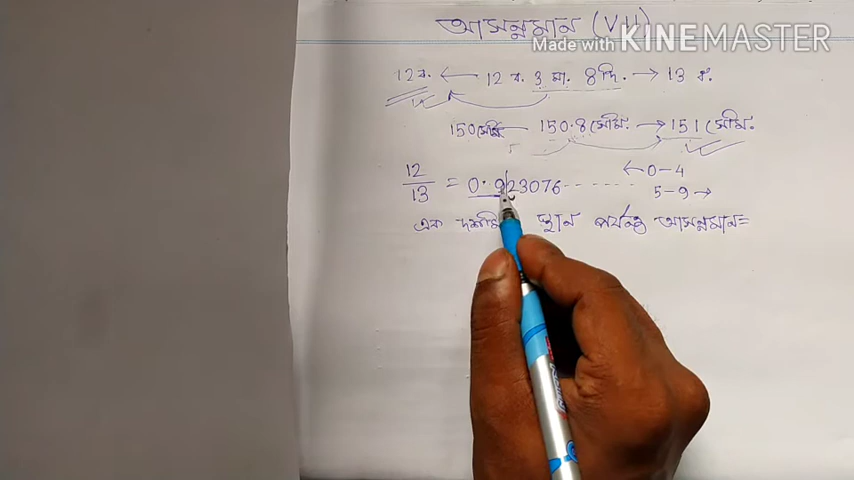 আসন্নমান (VII)
Made with KINEMASTER
12 ব. ← 12 ব. 3 মা. 8 দি. → 13 ব.
150 সেমি ← 150.8 সেমি. → 151 সেমি.
12/13 = 0.923076------
← 0-4
5-9 →
এক স্থান পর্যন্ত আসন্নমান=